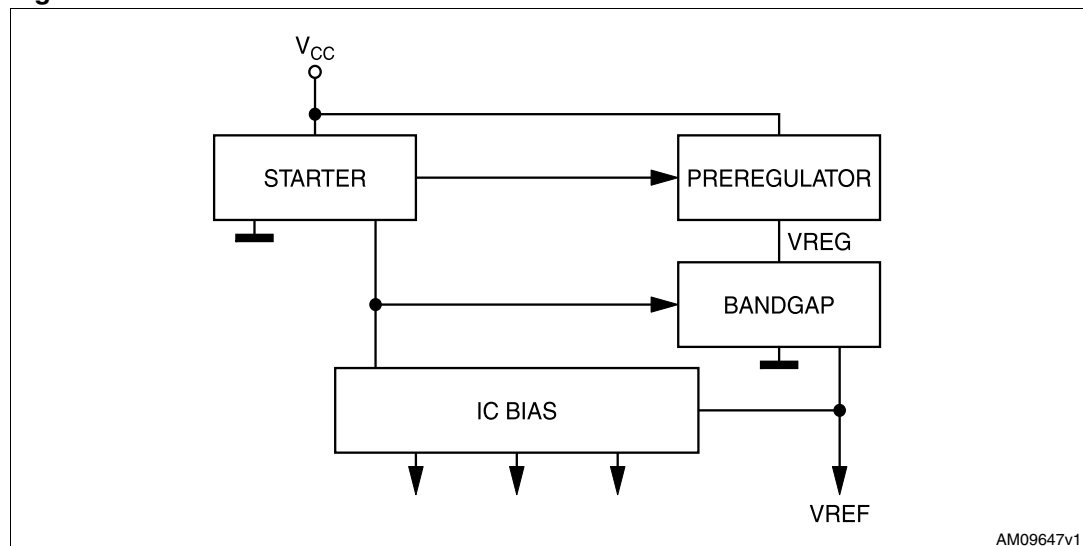 V_CC
STARTER
PREREGULATOR
VREG
BANDGAP
IC BIAS
VREF
AM09647v1